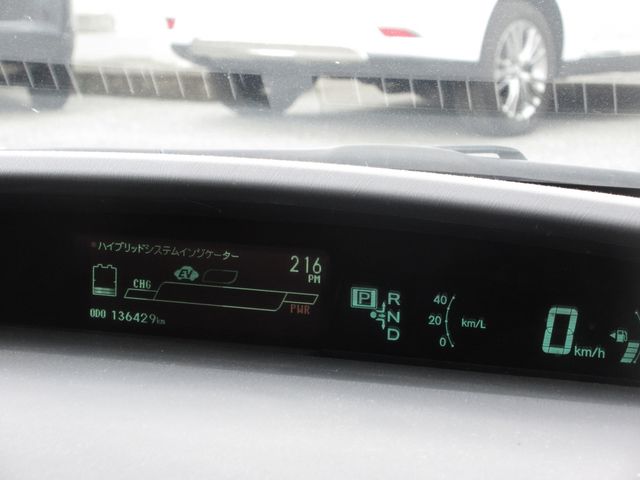 ハイブリッドシステムインジケーター
216
PM
EV
CHG
PWR
ODO 136429km
P R
N
D
40
20 km/L
0
0 km/h